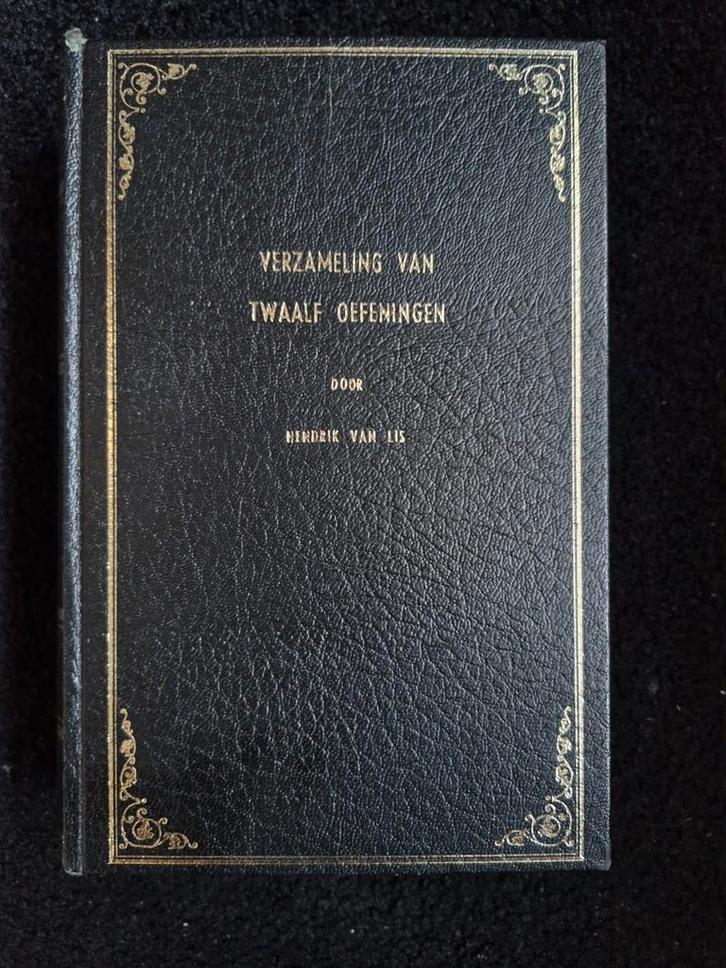 VERZAMELING VAN
TWAALF OEFENINGEN
DOOR
HENDRIK VAN LIS